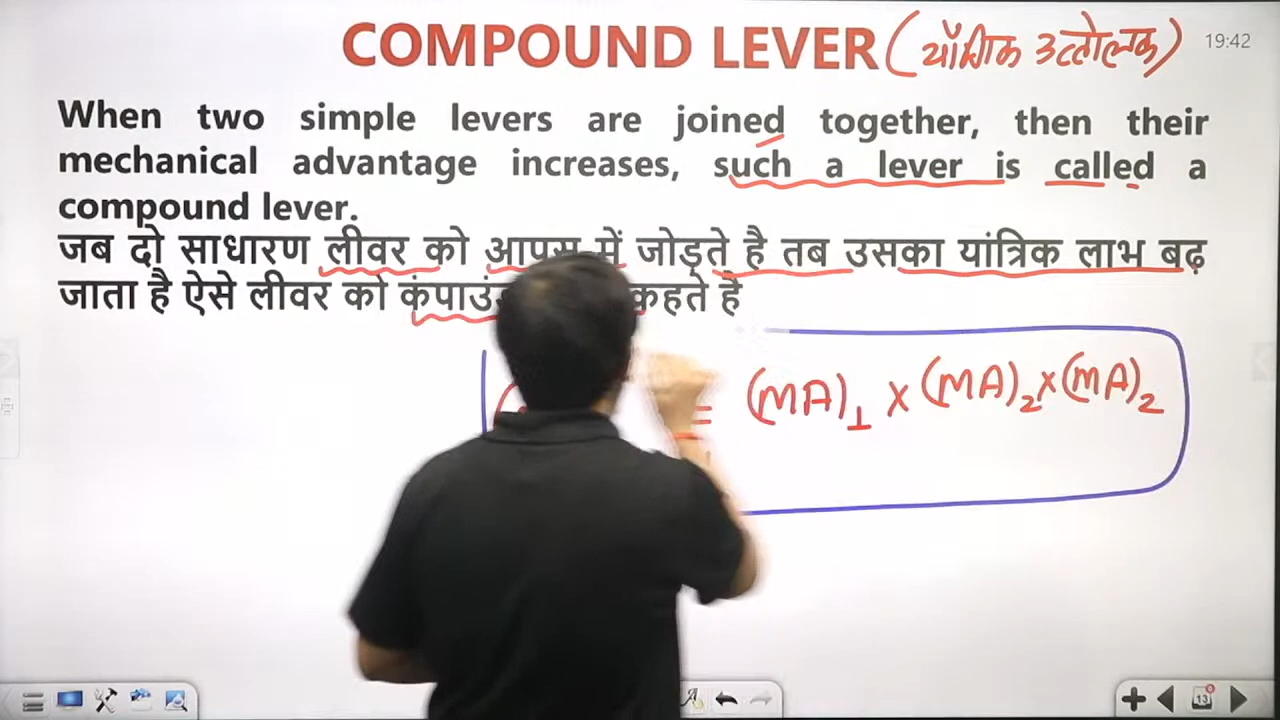 COMPOUND LEVER (यॉंत्रिक उत्तोलक) 19:42
When two simple levers are joined together, then their
mechanical advantage increases, such a lever is called a
compound lever.
जब दो साधारण लीवर को आपस में जोड़ते है तब उसका यांत्रिक लाभ बढ़
जाता है ऐसे लीवर को कहते है
= (MA)₁ × (MA)₂ × (MA)₂
13